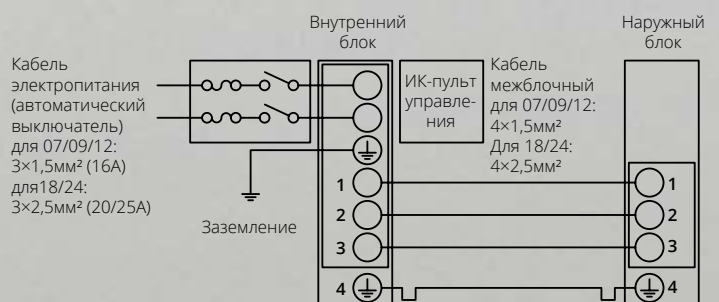 Внутренний
блок
Наружный
блок
Кабель
электропитания
(автоматический
выключатель)
для 07/09/12:
3×1,5мм² (16А)
для18/24:
3×2,5мм² (20/25А)
Заземление
ИК-пульт
управле-
ния
Кабель
межблочный
для 07/09/12:
4×1,5мм²
Для 18/24:
4×2,5мм²
1
2
3
4
1
2
3
4